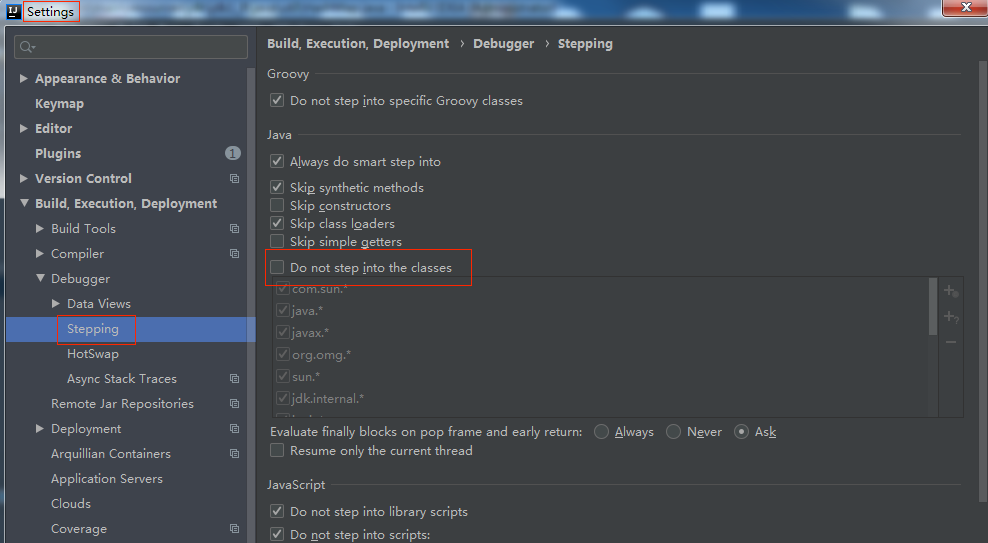 IJ Settings
Build, Execution, Deployment › Debugger › Stepping
Appearance & Behavior
Keymap
Editor
Plugins 1
Version Control
Build, Execution, Deployment
Build Tools
Compiler
Debugger
Data Views
Stepping
HotSwap
Async Stack Traces
Remote Jar Repositories
Deployment
Arquillian Containers
Application Servers
Clouds
Coverage
Groovy
Do not step into specific Groovy classes
Java
Always do smart step into
Skip synthetic methods
Skip constructors
Skip class loaders
Skip simple getters
Do not step into the classes
com.sun.*
java.*
javax.*
org.omg.*
sun.*
jdk.internal.*
Evaluate finally blocks on pop frame and early return: Always Never Ask
Resume only the current thread
JavaScript
Do not step into library scripts
Do not step into scripts: